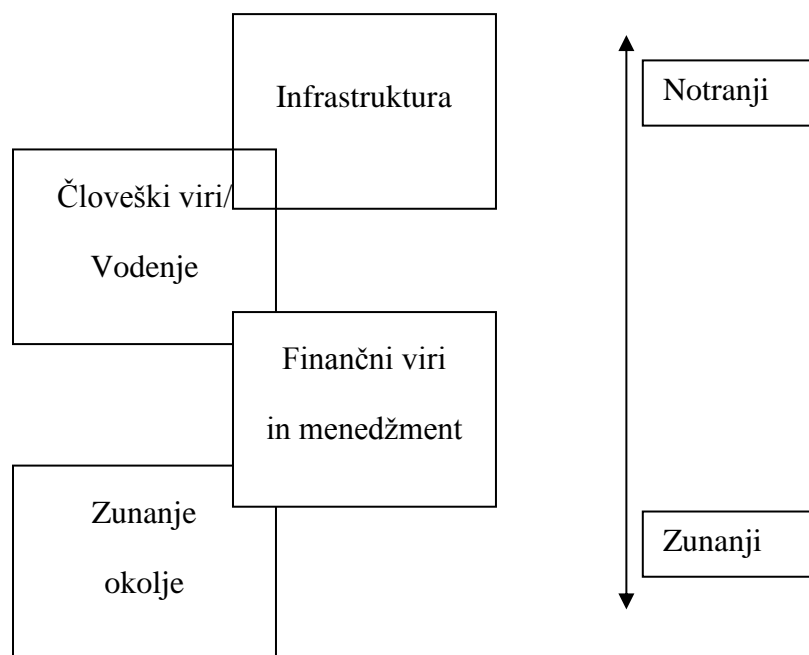 Infrastruktura
Notranji
Človeški viri/
Vodenje
Finančni viri
in menedžment
Zunanje
okolje
Zunanji